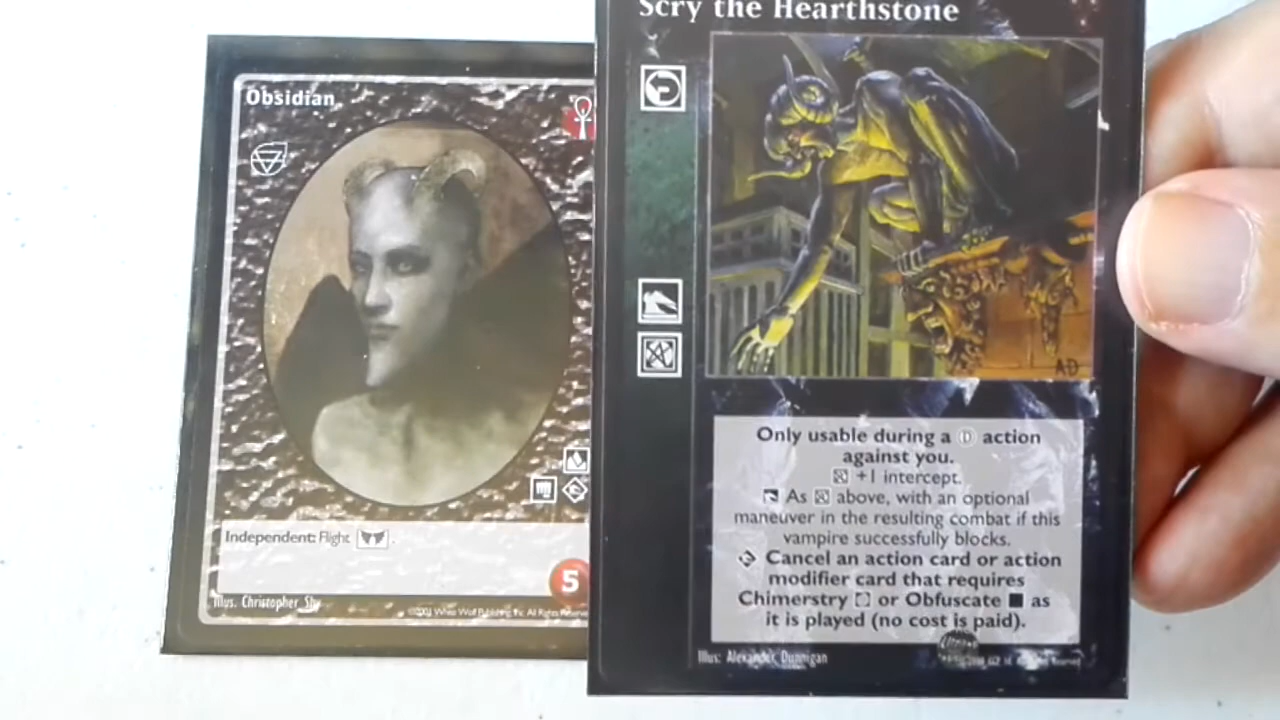 Obsidian
Independent: Flight .
5
Illus. Christopher Shy
Scry the Hearthstone
AD
Only usable during a D action
against you.
+1 intercept.
As above, with an optional
maneuver in the resulting combat if this
vampire successfully blocks.
Cancel an action card or action
modifier card that requires
Chimerstry or Obfuscate as
it is played (no cost is paid).
Illus: Alexander Dunnigan